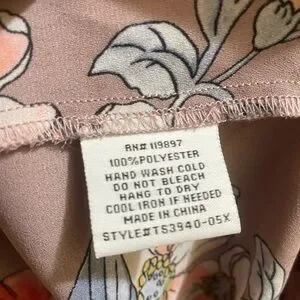 RN# 119897
100%POLYESTER
HAND WASH COLD
DO NOT BLEACH
HANG TO DRY
COOL IRON IF NEEDED
MADE IN CHINA
STYLE#TS3940-05X